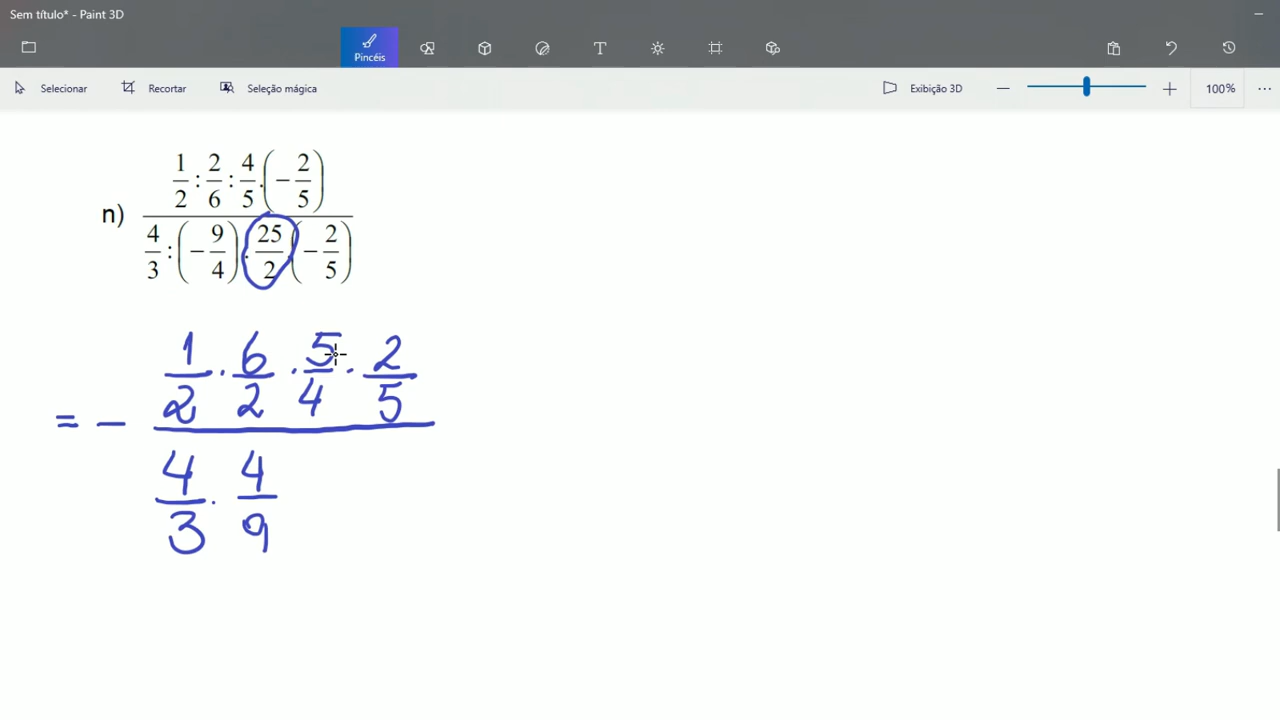 Sem título* - Paint 3D
Pincéis
Selecionar Recortar Seleção mágica Exibição 3D 100%
1/2 : 2/6 : 4/5 . (− 2/5)
n)
4/3 : (− 9/4) . 25/2 . (− 2/5)
1/2 . 6/2 . 5/4 . 2/5
= −
4/3 . 4/9